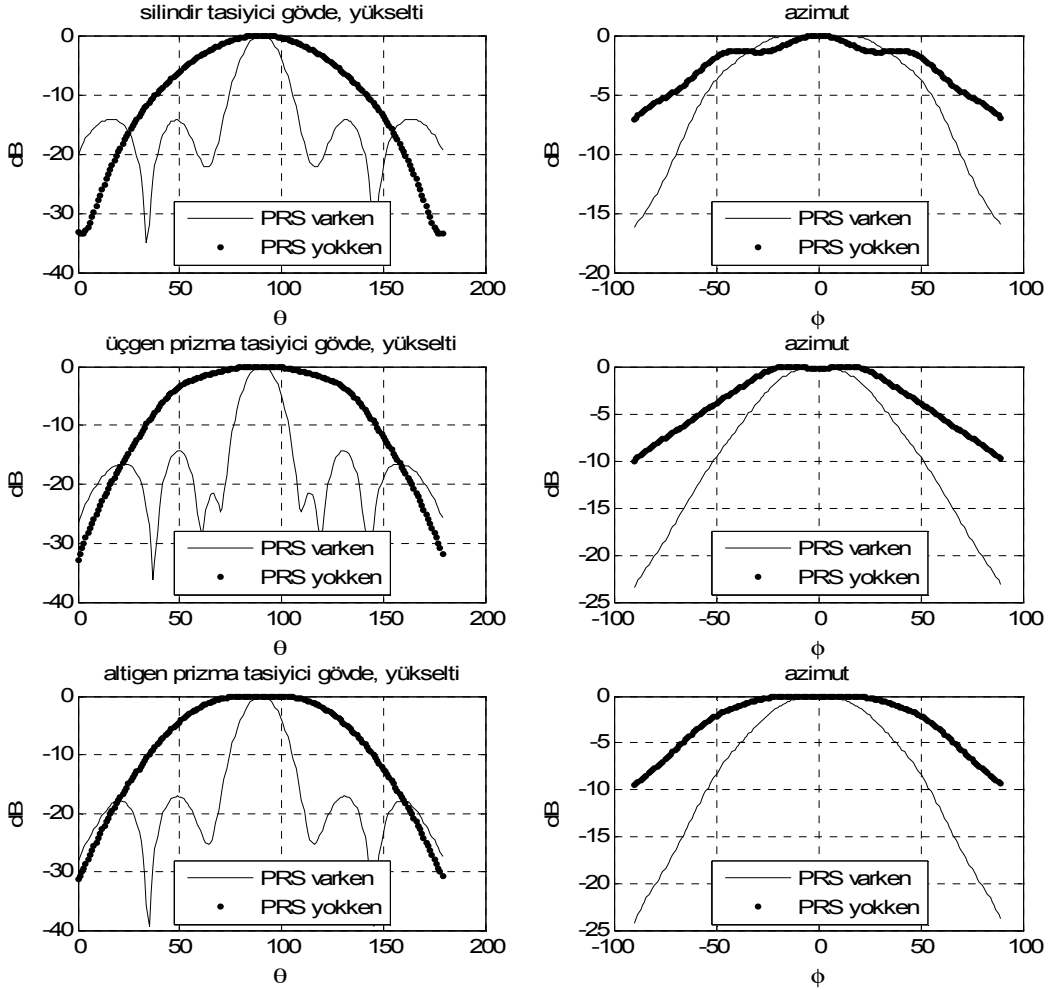 silindir tasiyici gövde, yükselti
0
-10
-20
-30
-40
dB
PRS varken
PRS yokken
0 50 100 150 200
θ
azimut
0
-5
-10
-15
-20
dB
PRS varken
PRS yokken
-100 -50 0 50 100
ϕ
üçgen prizma tasiyici gövde, yükselti
0
-10
-20
-30
-40
dB
PRS varken
PRS yokken
0 50 100 150 200
θ
azimut
0
-5
-10
-15
-20
-25
dB
PRS varken
PRS yokken
-100 -50 0 50 100
ϕ
altigen prizma tasiyici gövde, yükselti
0
-10
-20
-30
-40
dB
PRS varken
PRS yokken
0 50 100 150 200
θ
azimut
0
-5
-10
-15
-20
-25
dB
PRS varken
PRS yokken
-100 -50 0 50 100
ϕ